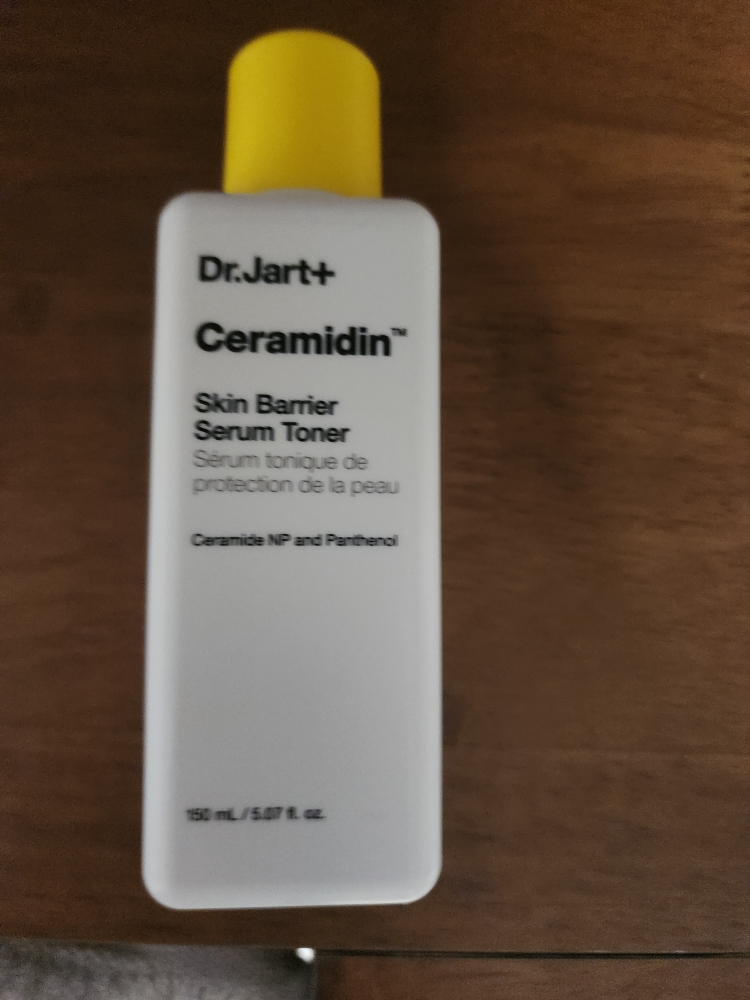 Dr.Jart+
Ceramidin™
Skin Barrier
Serum Toner
Sérum tonique de
protection de la peau
Ceramide NP and Panthenol
150 mL / 5.07 fl. oz.